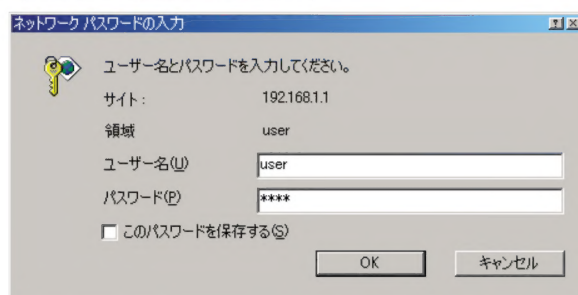 ネットワーク パスワードの入力
ユーザー名とパスワードを入力してください。
サイト: 192.168.1.1
領域 user
ユーザー名(U) user
パスワード(P) ****
このパスワードを保存する(S)
OK キャンセル